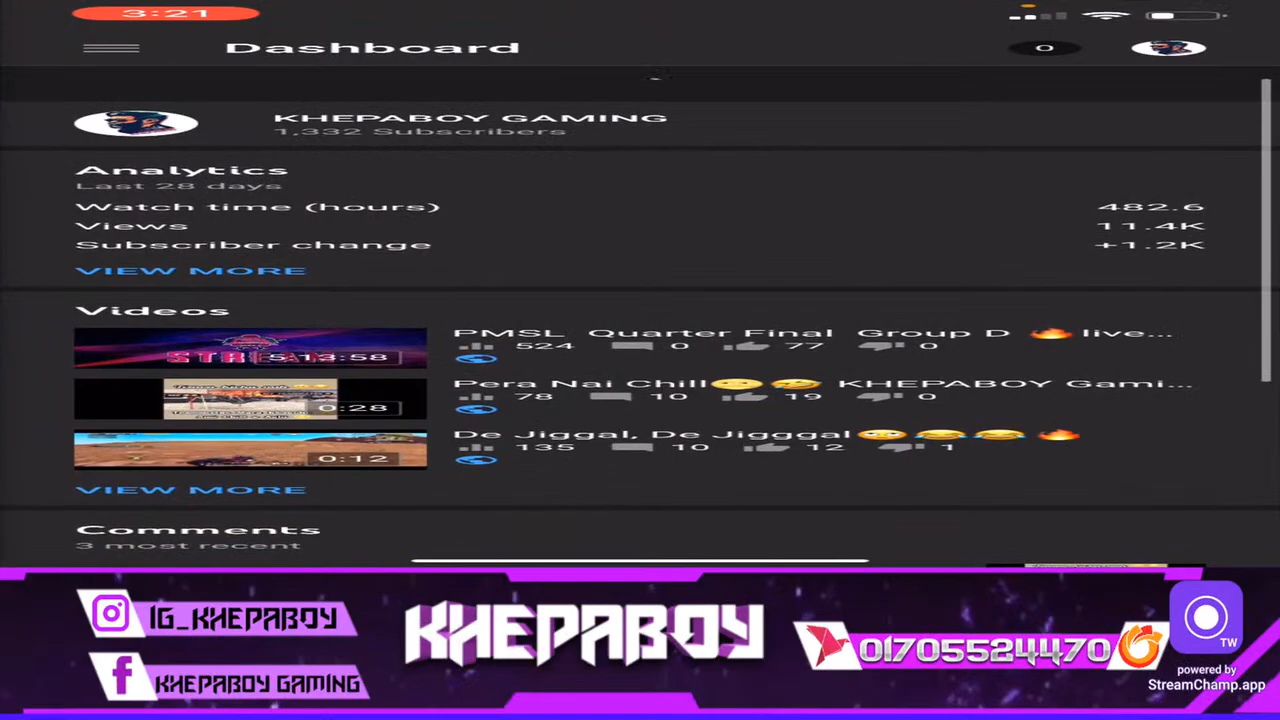 3:21
Dashboard
0
KHEPABOY GAMING
1,332 Subscribers
Analytics
Last 28 days
Watch time (hours) 482.6
Views 11.4K
Subscriber change +1.2K
VIEW MORE
Videos
STREAM 5:13:58
PMSL Quarter Final Group D 🔥 live...
524 0 77 0
0:28
Pera Nai Chill KHEPABOY Gami...
78 10 19 0
0:12
De Jiggal, De Jigggal 😂😂🔥
135 10 12 1
VIEW MORE
Comments
3 most recent
IG_KHEPABOY
KHEPABOY GAMING
KHEPABOY
01705524470
TW
powered by
StreamChamp.app